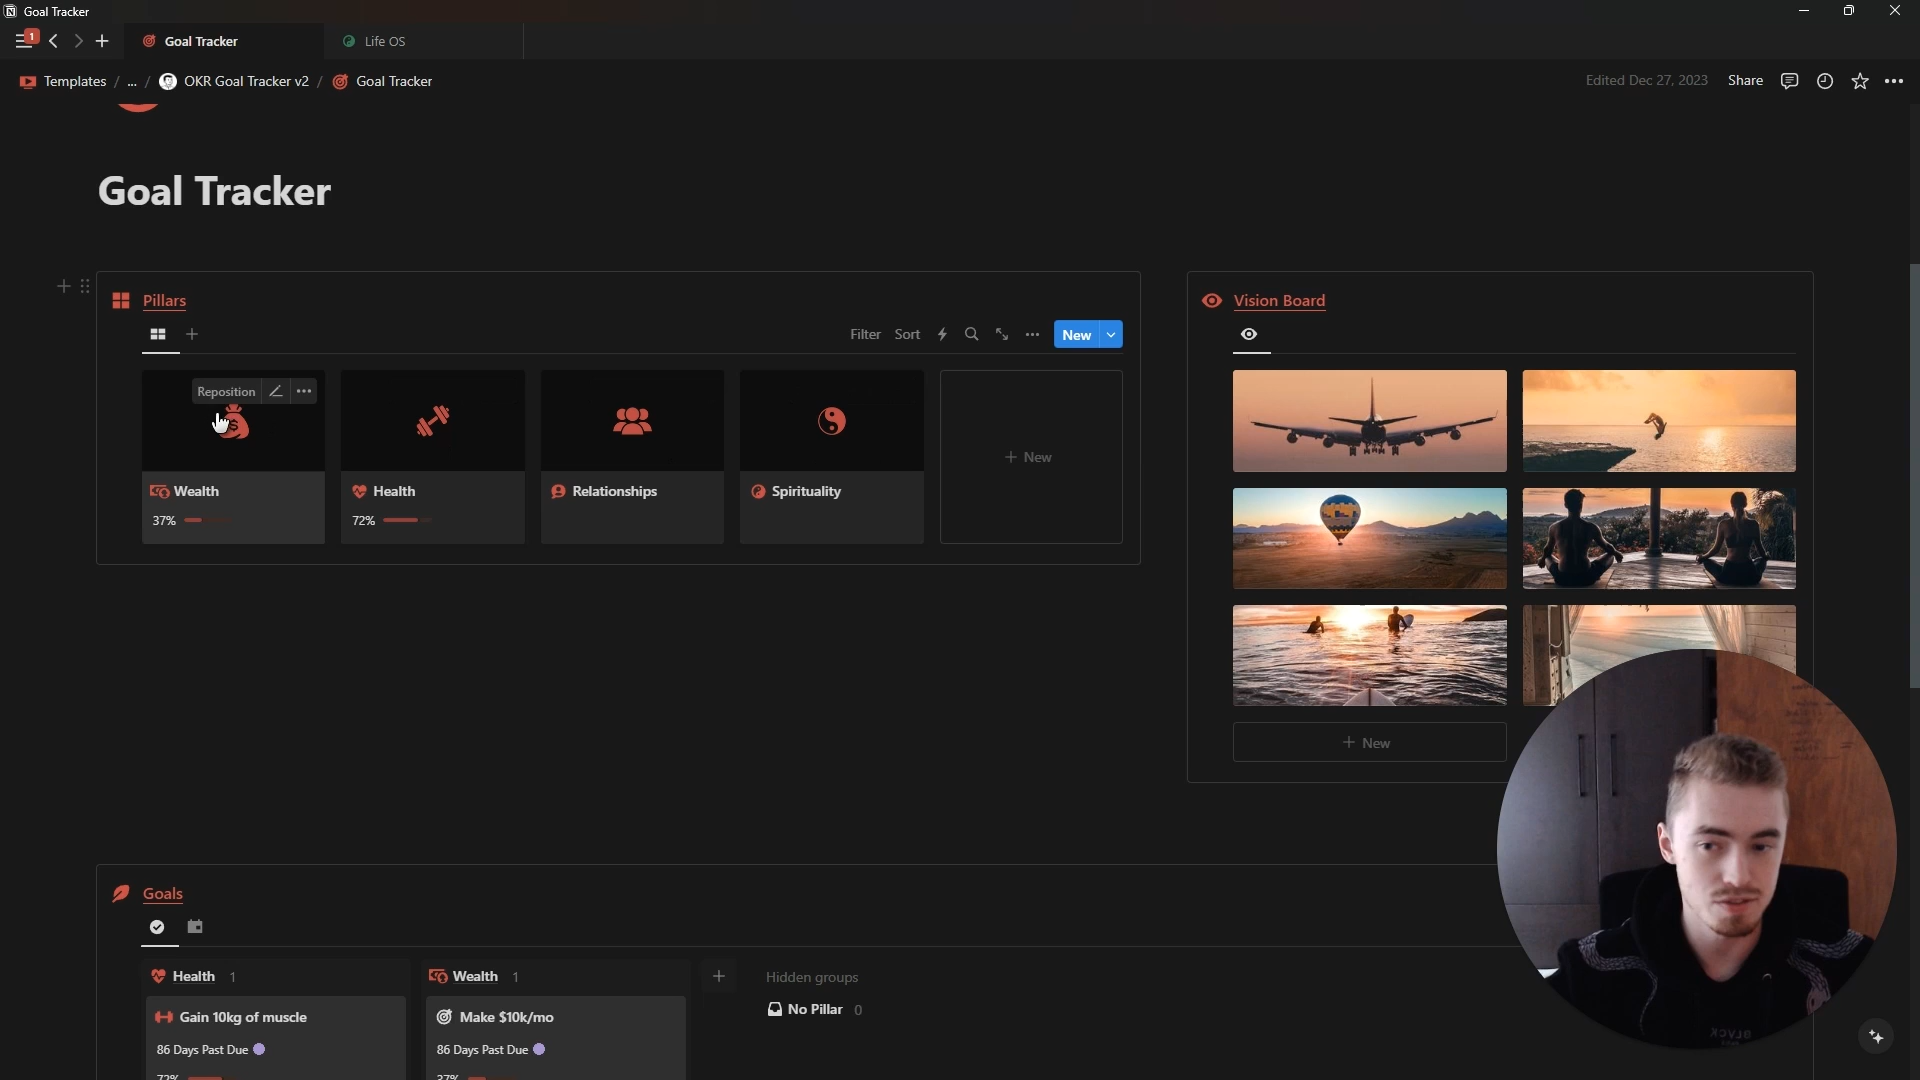 Goal Tracker
1
Goal Tracker
Life OS
Templates / ... / OKR Goal Tracker v2 / Goal Tracker
Edited Dec 27, 2023
Share
Goal Tracker
Pillars
Filter Sort
New
Reposition
Wealth
37%
Health
72%
Relationships
Spirituality
+ New
Vision Board
+ New
Goals
Health 1
Gain 10kg of muscle
86 Days Past Due
72%
Wealth 1
Make $10k/mo
86 Days Past Due
37%
Hidden groups
No Pillar 0